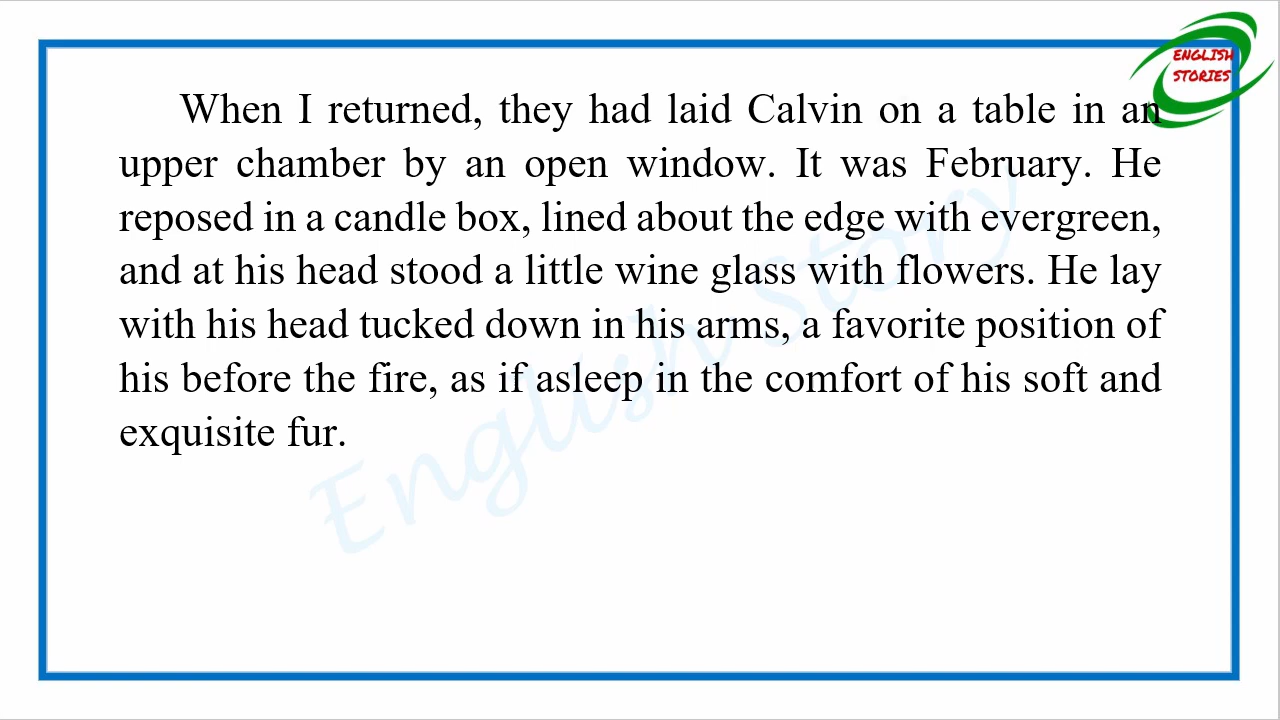 ENGLISH
STORIES
When I returned, they had laid Calvin on a table in an
upper chamber by an open window. It was February. He
reposed in a candle box, lined about the edge with evergreen,
and at his head stood a little wine glass with flowers. He lay
with his head tucked down in his arms, a favorite position of
his before the fire, as if asleep in the comfort of his soft and
exquisite fur.
English Story